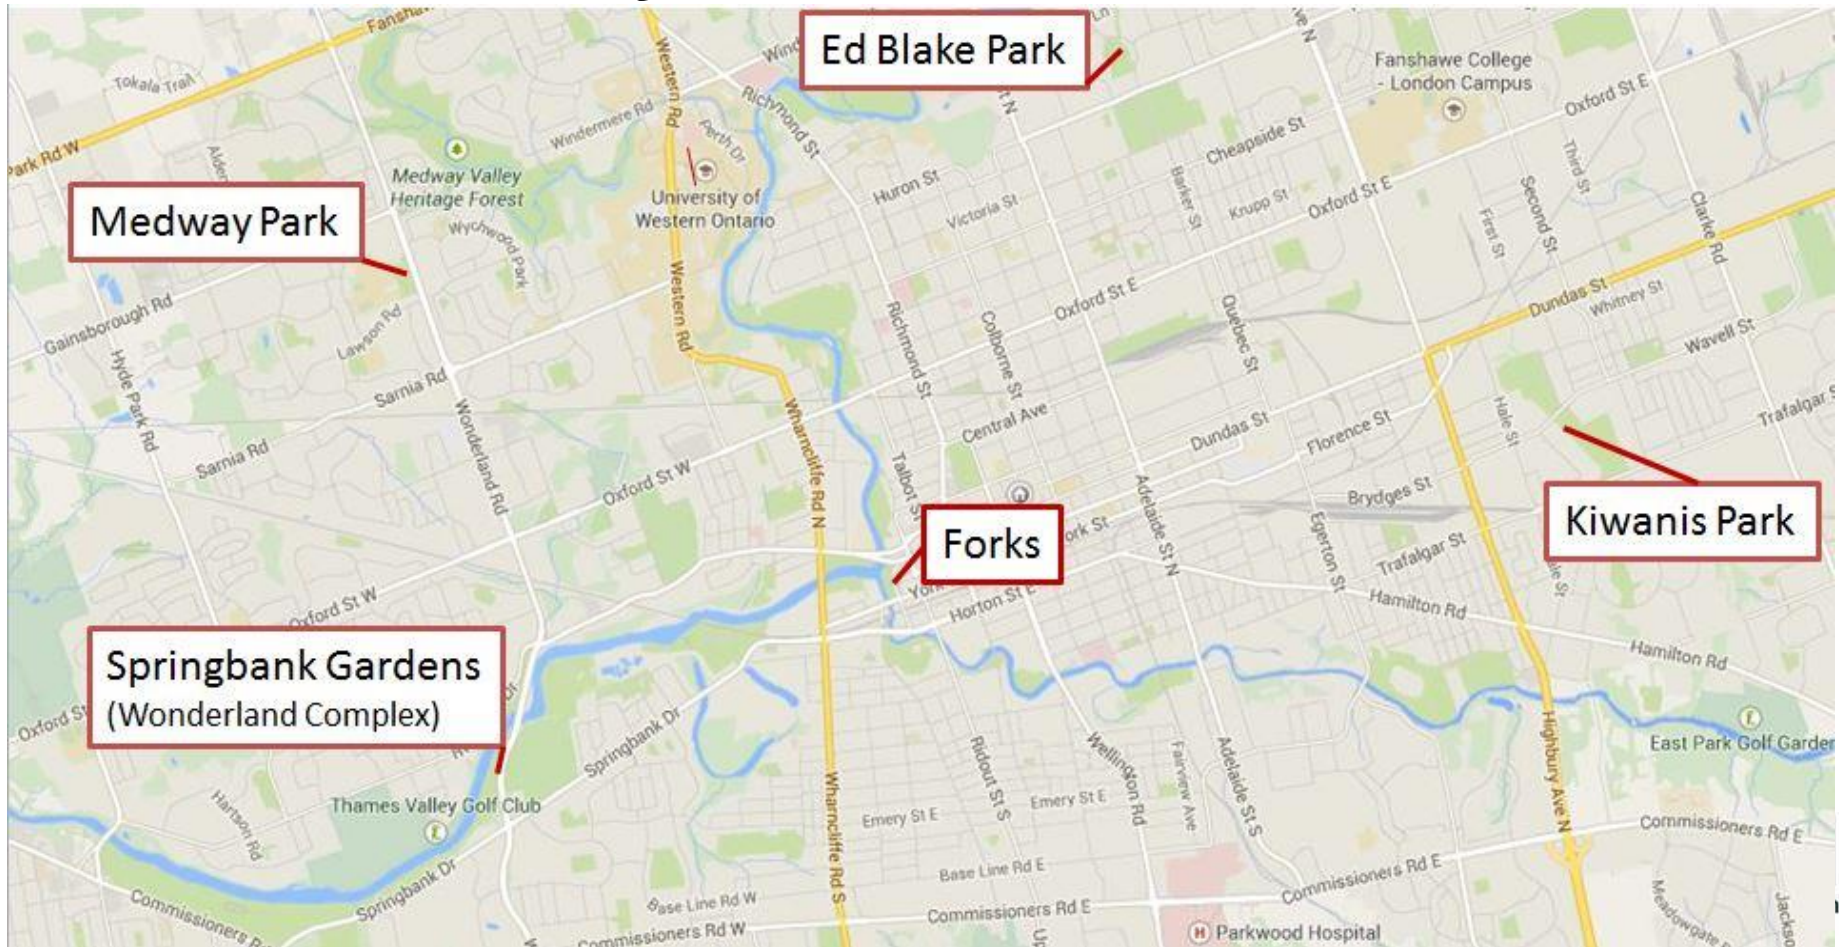 Ed Blake Park
Medway Park
Forks
Kiwanis Park
Springbank Gardens
(Wonderland Complex)
Tokala Trail
Park Rd W
Windermere Rd
Western Rd
Perth Dr
Richmond St
Fanshawe College
- London Campus
Oxford St E
Cheapside St
Third St
Medway Valley
Heritage Forest
University of
Western Ontario
Huron St
Victoria St
Barker St
Krupp St
Oxford St E
First St
Second St
Clarke Rd
Wychwood Park
Gainsborough Rd
Lawson Rd
Western Rd
Richmond St
Colborne St
Oxford St E
Quebec St
Dundas St
Whitney St
Wavell St
Hyde Park Rd
Sarnia Rd
Wonderland Rd
Wharncliffe Rd N
Central Ave
Dundas St
Florence St
Hale St
Trafalgar
Sarnia Rd
Oxford St W
Talbot St
Adelaide St N
Brydges St
Egerton St
Trafalgar St
Oxford St W
York
Horton St E
Hamilton Rd
Hamilton Rd
Oxford St
Springbank Dr
Ridout St S
Wellington Rd
Fairview Ave
Adelaide St S
Highbury Ave N
East Park Golf
Hartson Rd
Thames Valley Golf Club
Wharncliffe Rd S
Emery St E
Emery St E
Commissioners Rd E
Springbank Dr
Base Line Rd E
Commissioners Rd E
Base Line Rd W
Commissioners Rd E
Commissioners
Commissioners Rd W
Parkwood Hospital